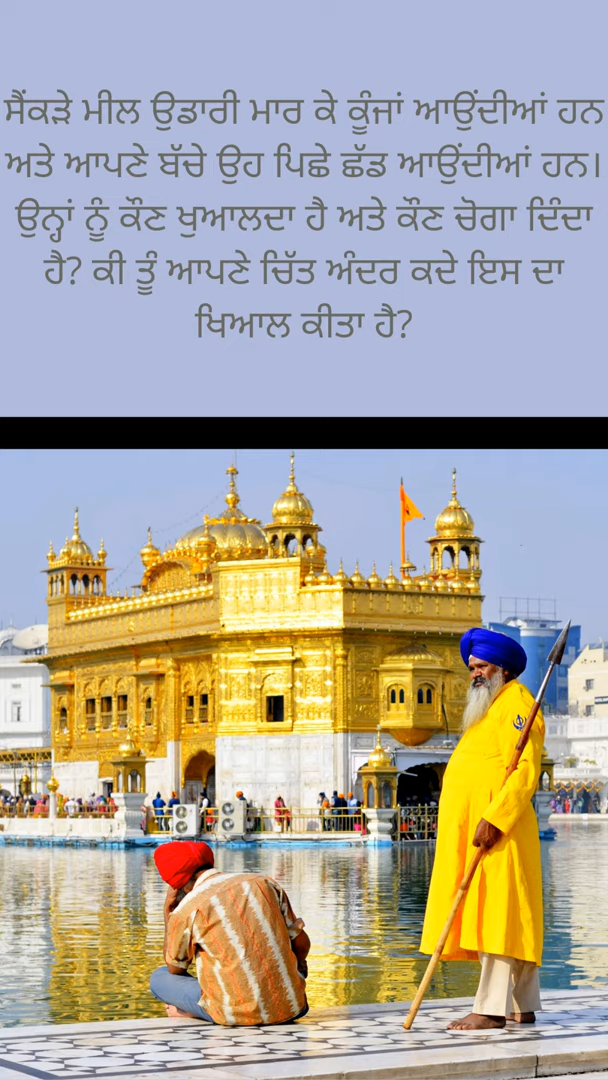 ਸੈਂਕੜੇ ਮੀਲ ਉਡਾਰੀ ਮਾਰ ਕੇ ਕੂੰਜਾਂ ਆਉਂਦੀਆਂ ਹਨ
ਅਤੇ ਆਪਣੇ ਬੱਚੇ ਉਹ ਪਿਛੇ ਛੱਡ ਆਉਂਦੀਆਂ ਹਨ।
ਉਨ੍ਹਾਂ ਨੂੰ ਕੌਣ ਖੁਆਲਦਾ ਹੈ ਅਤੇ ਕੌਣ ਚੋਗਾ ਦਿੰਦਾ
ਹੈ? ਕੀ ਤੂੰ ਆਪਣੇ ਚਿੱਤ ਅੰਦਰ ਕਦੇ ਇਸ ਦਾ
ਖਿਆਲ ਕੀਤਾ ਹੈ?